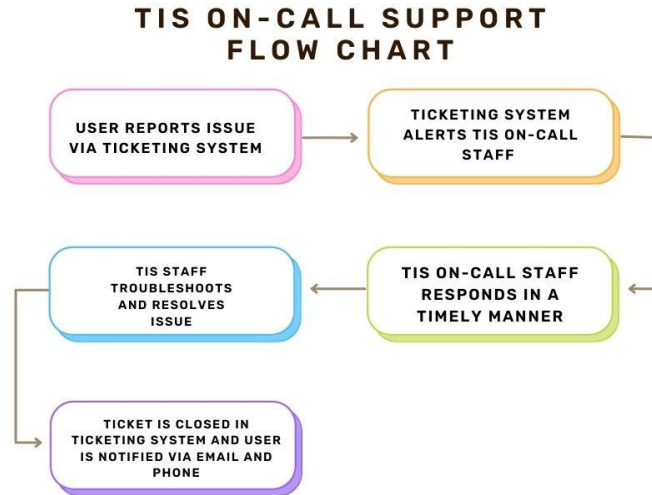 TIS ON-CALL SUPPORT
FLOW CHART
USER REPORTS ISSUE
VIA TICKETING SYSTEM
TICKETING SYSTEM
ALERTS TIS ON-CALL
STAFF
TIS ON-CALL STAFF
RESPONDS IN A
TIMELY MANNER
TIS STAFF
TROUBLESHOOTS
AND RESOLVES
ISSUE
TICKET IS CLOSED IN
TICKETING SYSTEM AND USER
IS NOTIFIED VIA EMAIL AND
PHONE